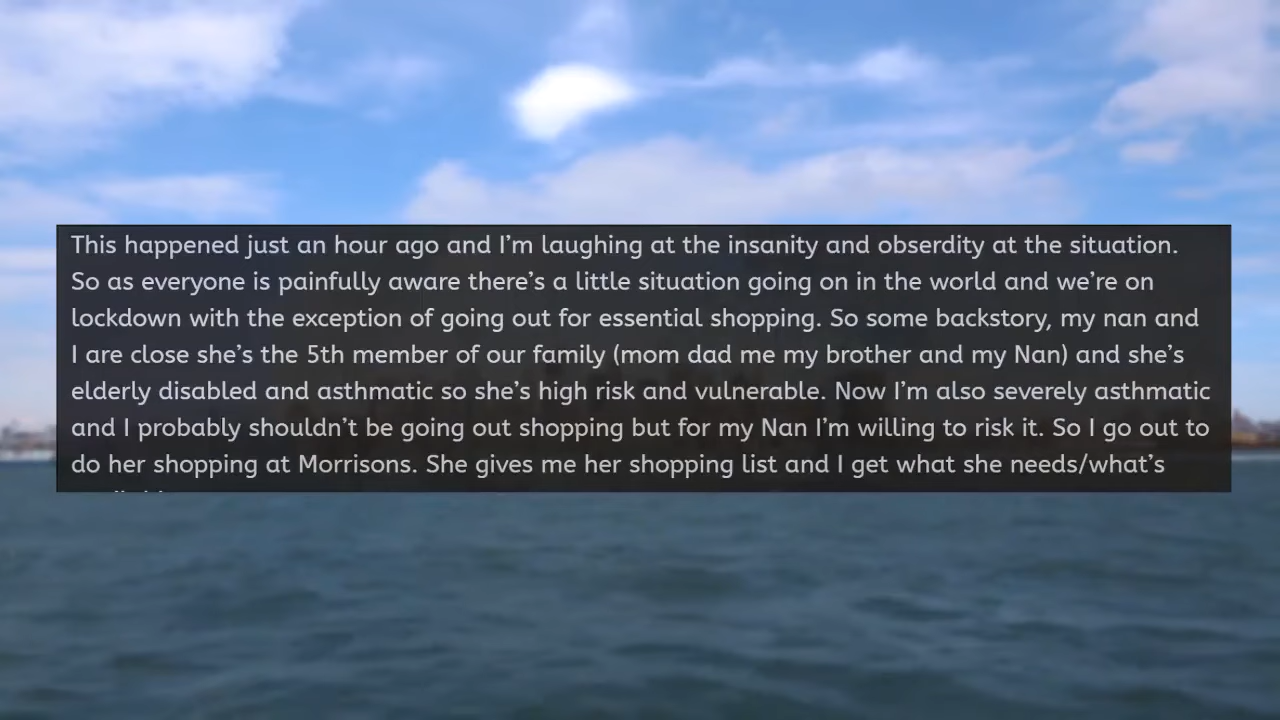 This happened just an hour ago and I’m laughing at the insanity and obserdity at the situation.
So as everyone is painfully aware there’s a little situation going on in the world and we’re on
lockdown with the exception of going out for essential shopping. So some backstory, my nan and
I are close she’s the 5th member of our family (mom dad me my brother and my Nan) and she’s
elderly disabled and asthmatic so she’s high risk and vulnerable. Now I’m also severely asthmatic
and I probably shouldn’t be going out shopping but for my Nan I’m willing to risk it. So I go out to
do her shopping at Morrisons. She gives me her shopping list and I get what she needs/what’s